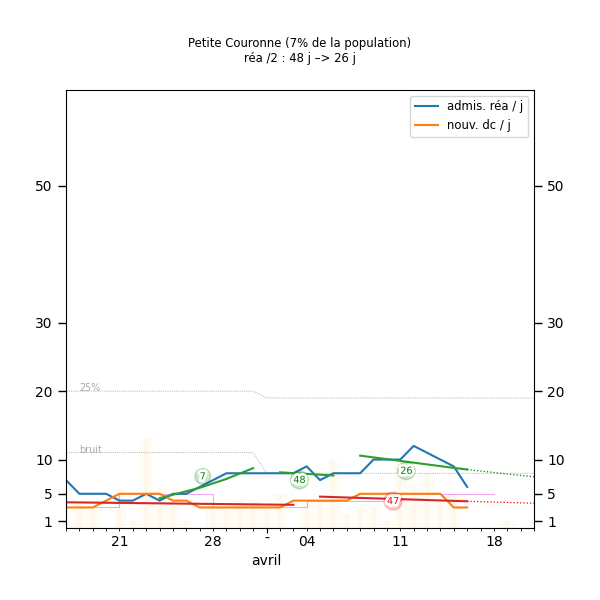 Petite Couronne (7% de la population)
réa /2 : 48 j –> 26 j
admis. réa / j
nouv. dc / j
50 50
30 30
25%
20 20
bruit
10 10
7 48 26
5 5
47
1 1
21 28 04 11 18
avril